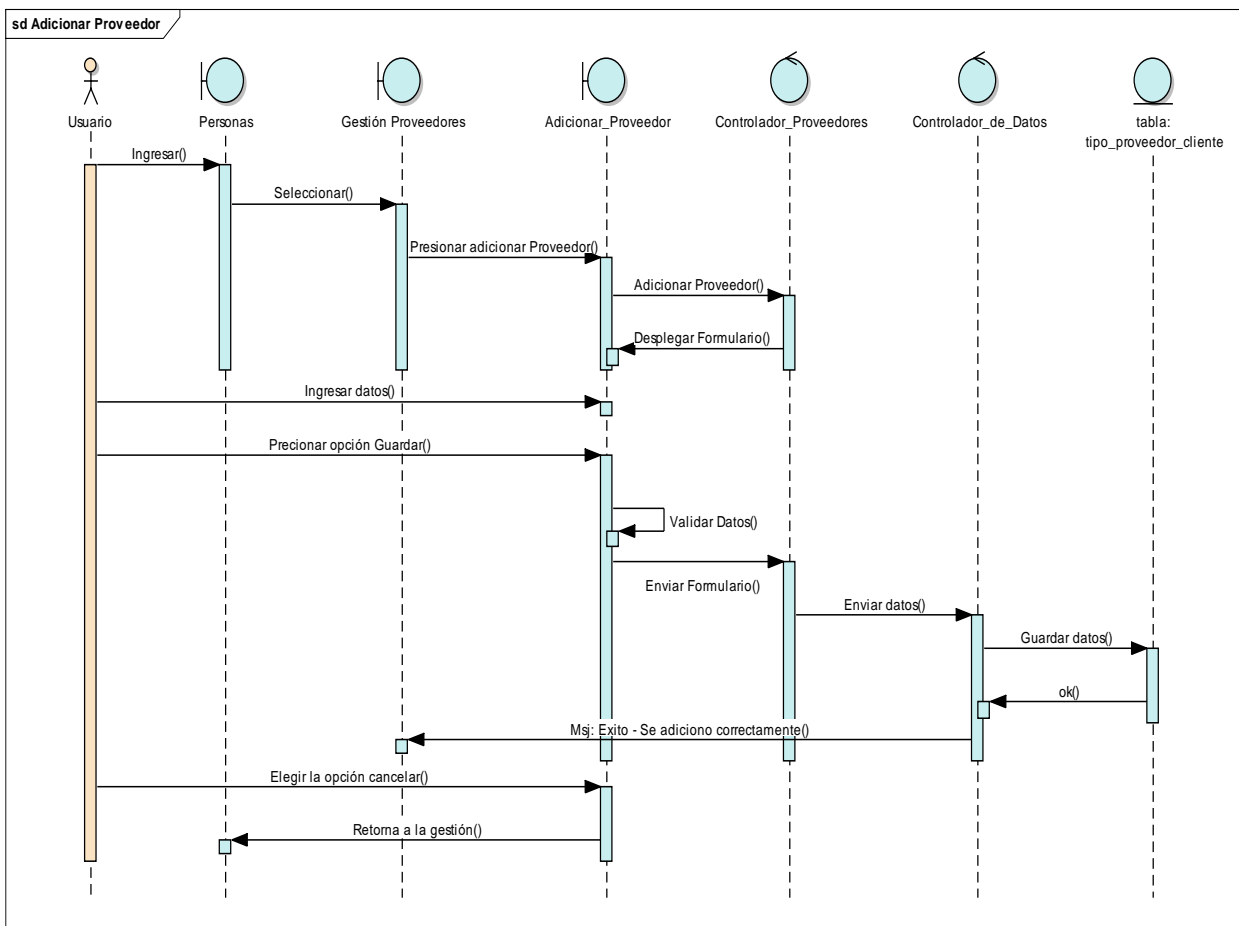 sd Adicionar Proveedor
Usuario
Personas
Gestión Proveedores
Adicionar_Proveedor
Controlador_Proveedores
Controlador_de_Datos
tabla:
tipo_proveedor_cliente
Ingresar()
Seleccionar()
Presionar adicionar Proveedor()
Adicionar Proveedor()
Desplegar Formulario()
Ingresar datos()
Precionar opción Guardar()
Validar Datos()
Enviar Formulario()
Enviar datos()
Guardar datos()
ok()
Msj: Exito - Se adiciono correctamente()
Elegir la opción cancelar()
Retorna a la gestión()